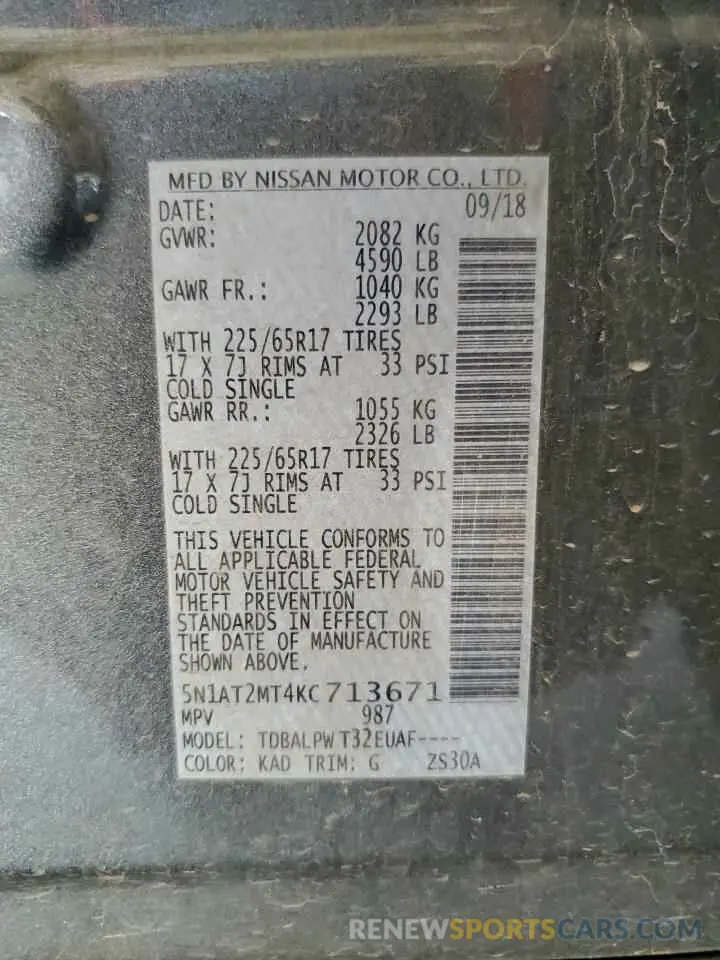 MFD BY NISSAN MOTOR CO., LTD.
DATE: 09/18
GVWR: 2082 KG
4590 LB
GAWR FR.: 1040 KG
2293 LB
WITH 225/65R17 TIRES
17 X 7J RIMS AT 33 PSI
COLD SINGLE
GAWR RR.: 1055 KG
2326 LB
WITH 225/65R17 TIRES
17 X 7J RIMS AT 33 PSI
COLD SINGLE
THIS VEHICLE CONFORMS TO
ALL APPLICABLE FEDERAL
MOTOR VEHICLE SAFETY AND
THEFT PREVENTION
STANDARDS IN EFFECT ON
THE DATE OF MANUFACTURE
SHOWN ABOVE.
5N1AT2MT4KC713671
MPV 987
MODEL: TDBALPW T32EUAF----
COLOR: KAD TRIM: G ZS30A
RENEWSPORTSCARS.COM